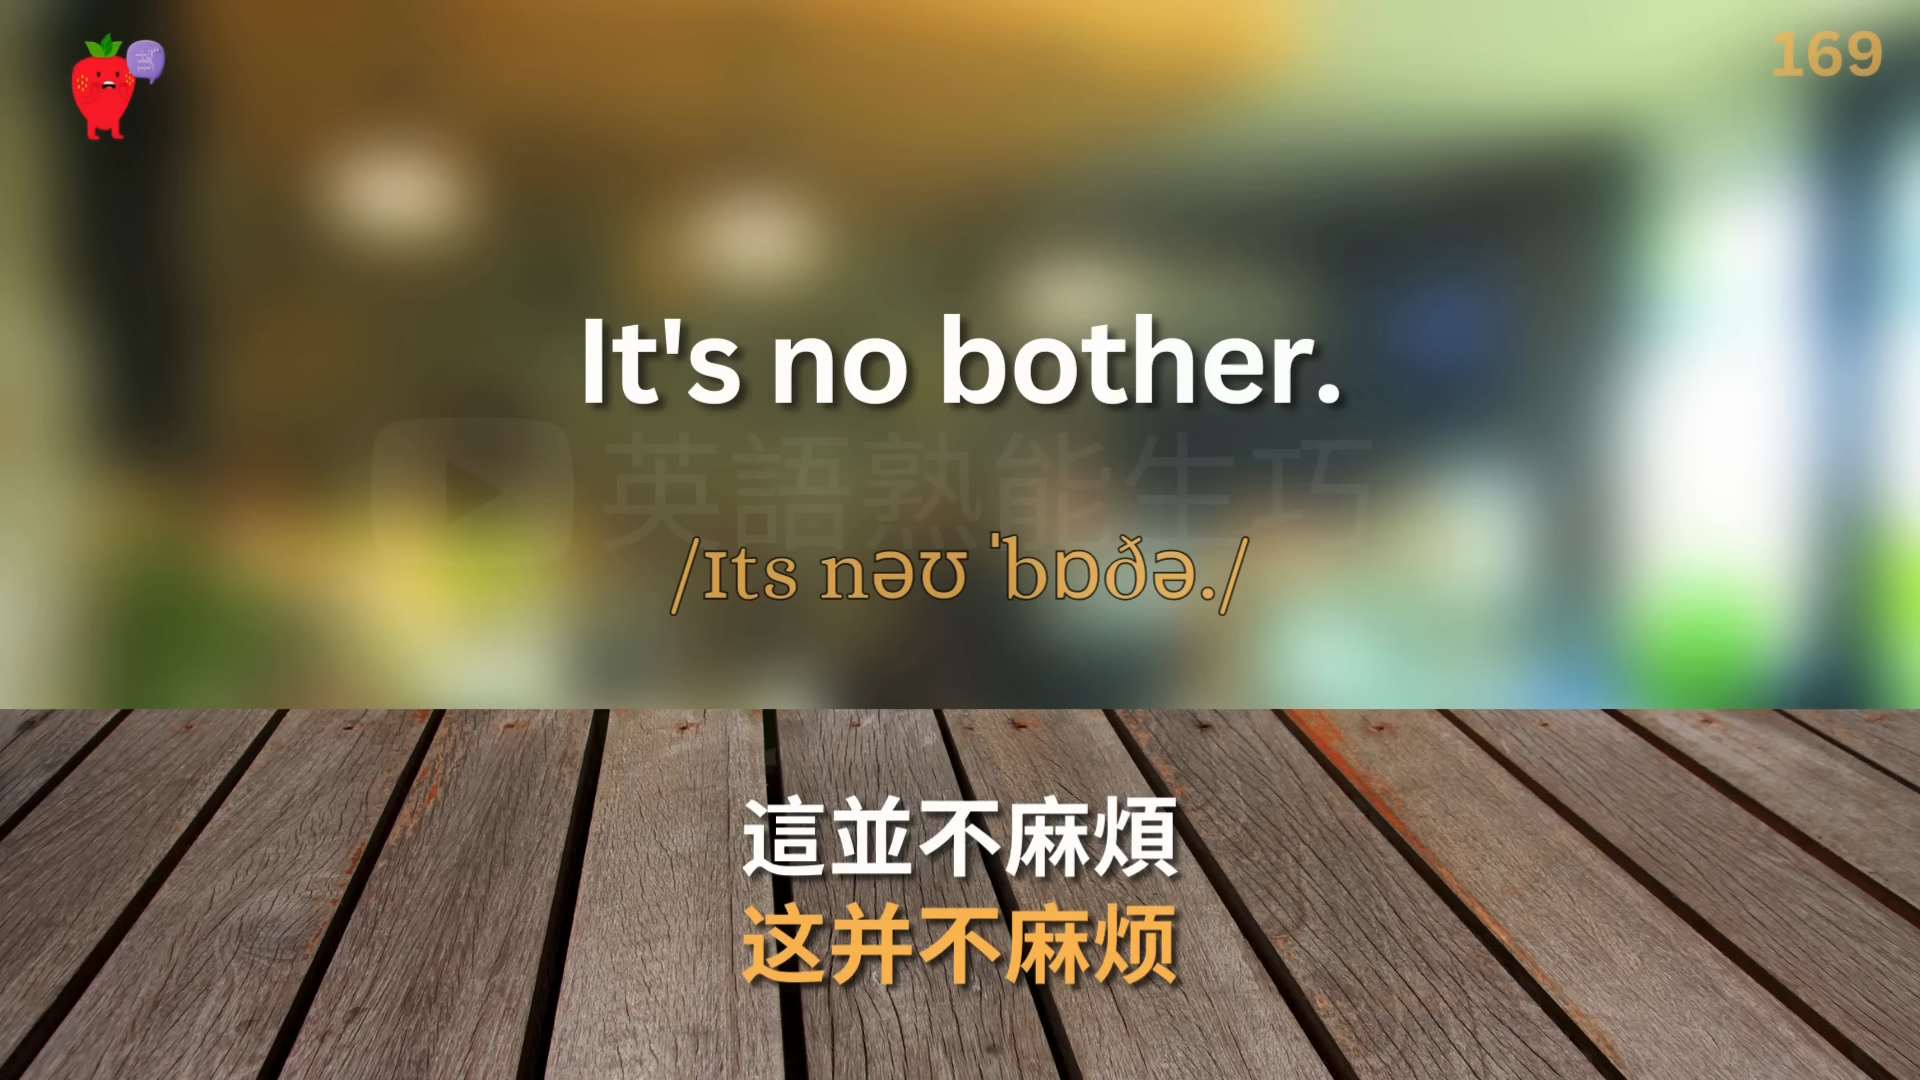 169
It's no bother.
英語熟能生巧
/ɪts nəʊ ˈbɒðə./
這並不麻煩
这并不麻烦